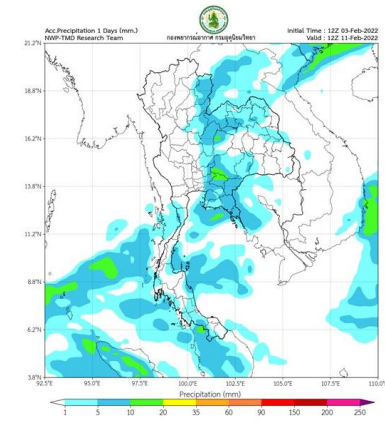 Acc.Precipitation 1 Days (mm.)
NWP-TMD Research Team
กองพยากรณ์อากาศ กรมอุตุนิยมวิทยา
Initial Time : 12Z 03-Feb-2022
Valid : 12Z 11-Feb-2022
21.2°N
18.8°N
16.2°N
13.8°N
11.2°N
8.8°N
6.2°N
3.8°N
92.5°E 95.0°E 97.5°E 100.0°E 102.5°E 105.0°E 107.5°E 110.0°E
Precipitation (mm)
1 5 10 20 35 60 90 150 200 250